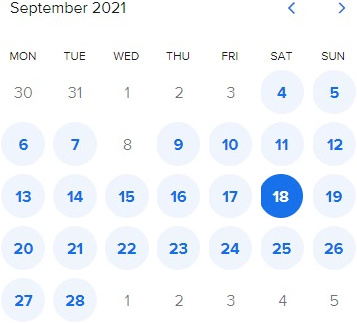 September 2021
MON TUE WED THU FRI SAT SUN
30 31 1 2 3 4 5
6 7 8 9 10 11 12
13 14 15 16 17 18 19
20 21 22 23 24 25 26
27 28 1 2 3 4 5